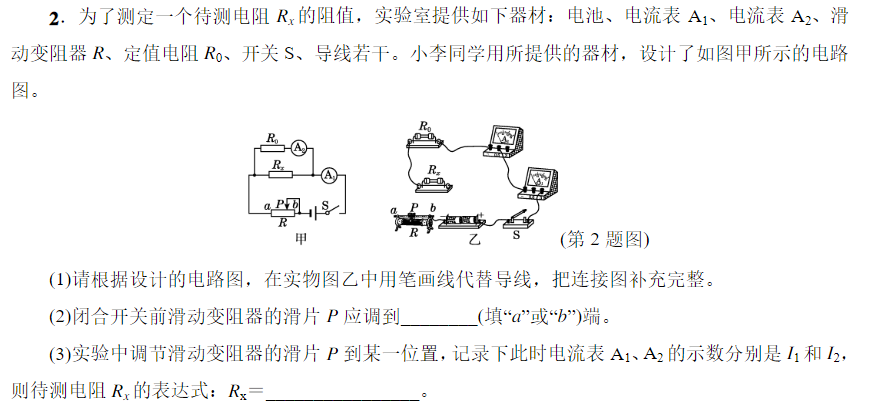 2．为了测定一个待测电阻 Rx 的阻值，实验室提供如下器材：电池、电流表 A1、电流表 A2、滑
动变阻器 R、定值电阻 R0、开关 S、导线若干。小李同学用所提供的器材，设计了如图甲所示的电路
图。
R0
A2
Rx
A1
a P b S
R
甲
R0
Rx
a P b
R 乙 S
(第 2 题图)
(1)请根据设计的电路图，在实物图乙中用笔画线代替导线，把连接图补充完整。
(2)闭合开关前滑动变阻器的滑片 P 应调到________(填“a”或“b”)端。
(3)实验中调节滑动变阻器的滑片 P 到某一位置，记录下此时电流表 A1、A2 的示数分别是 I1 和 I2，
则待测电阻 Rx 的表达式：Rx＝________________。